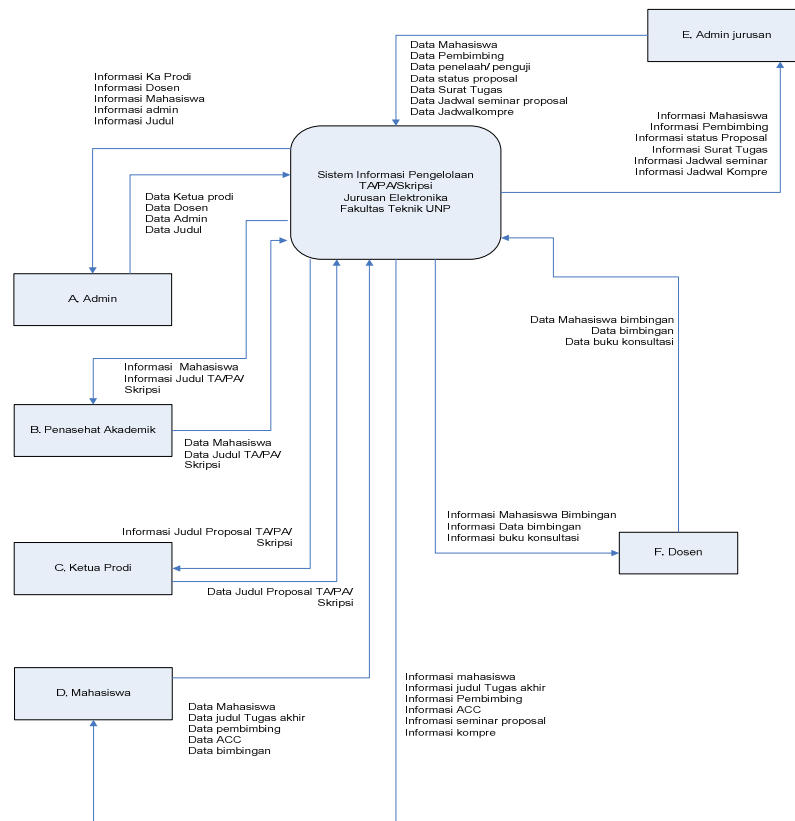 E. Admin jurusan
Data Mahasiswa
Data Pembimbing
Data penelaah/ penguji
Data status proposal
Data Surat Tugas
Data Jadwal seminar proposal
Data Jadwalkompre
Informasi Ka Prodi
Informasi Dosen
Informasi Mahasiswa
Informasi admin
Informasi Judul
Informasi Mahasiswa
Informasi Pembimbing
Informasi status Proposal
Informasi Surat Tugas
Informasi Jadwal seminar
Informasi Jadwal Kompre
Sistem Informasi Pengelolaan
TA/PA/Skripsi
Jurusan Elektronika
Fakultas Teknik UNP
Data Ketua prodi
Data Dosen
Data Admin
Data Judul
A. Admin
Data Mahasiswa bimbingan
Data bimbingan
Data buku konsultasi
Informasi  Mahasiswa
Informasi Judul TA/PA/
Skripsi
B. Penasehat Akademik
Data Mahasiswa
Data Judul TA/PA/
Skripsi
Informasi Mahasiswa Bimbingan
Informasi Data bimbingan
Informasi buku konsultasi
Informasi Judul Proposal TA/PA/
Skripsi
C. Ketua Prodi
F. Dosen
Data Judul Proposal TA/PA/
Skripsi
D. Mahasiswa
Informasi mahasiswa
Informasi judul Tugas akhir
Informasi Pembimbing
Informasi ACC
Infromasi seminar proposal
Informasi kompre
Data Mahasiswa
Data judul Tugas akhir
Data pembimbing
Data ACC
Data bimbingan